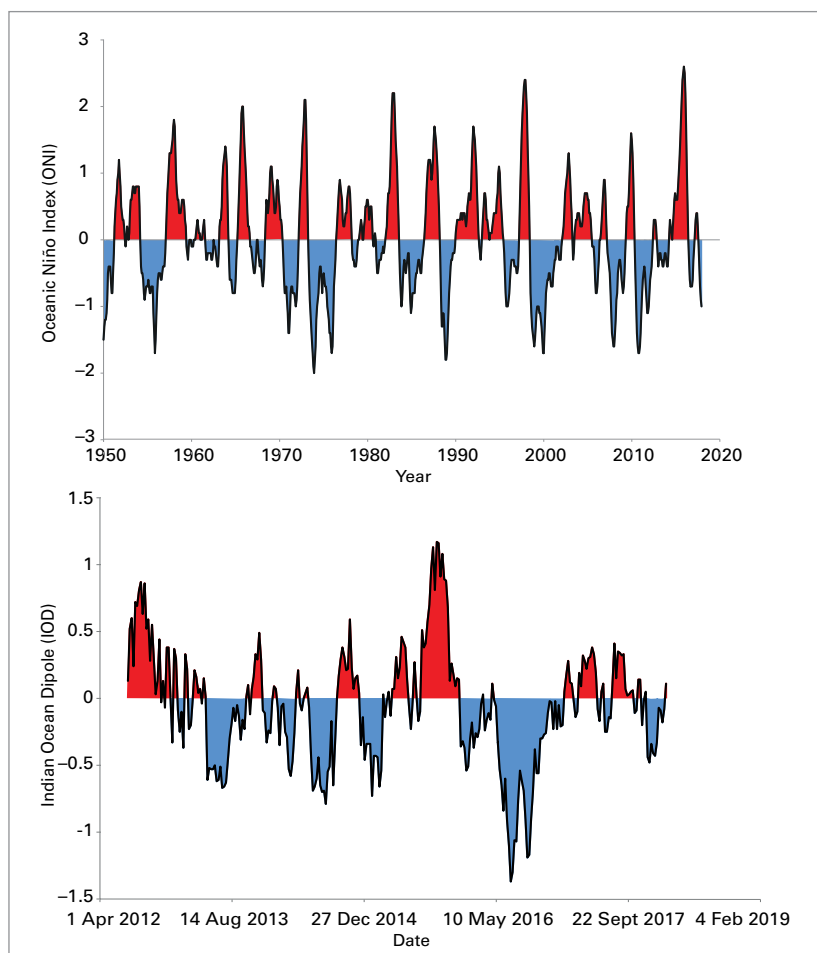 3
2
1
0
−1
−2
−3
Oceanic Niño Index (ONI)
1950 1960 1970 1980 1990 2000 2010 2020
Year
1.5
1
0.5
0
-0.5
-1
-1.5
Indian Ocean Dipole (IOD)
1 Apr 2012 14 Aug 2013 27 Dec 2014 10 May 2016 22 Sept 2017 4 Feb 2019
Date